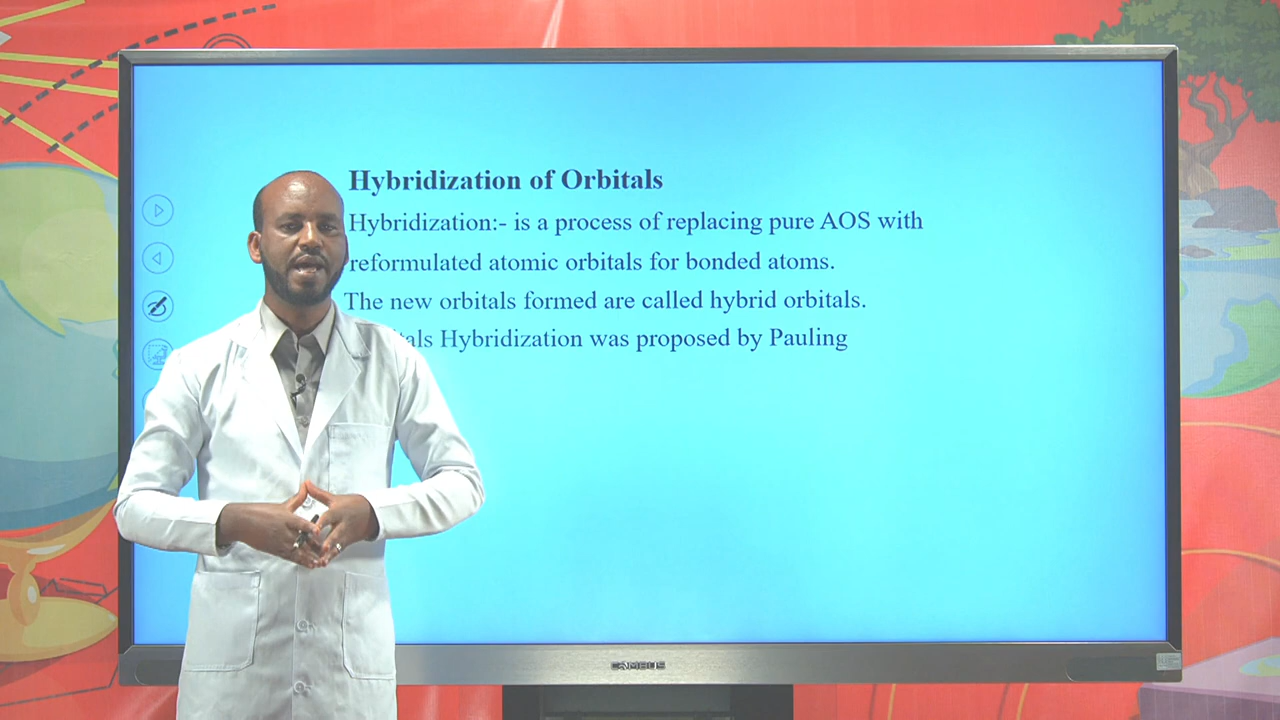 Hybridization of Orbitals
Hybridization:- is a process of replacing pure AOS with
reformulated atomic orbitals for bonded atoms.
The new orbitals formed are called hybrid orbitals.
Hybridization was proposed by Pauling